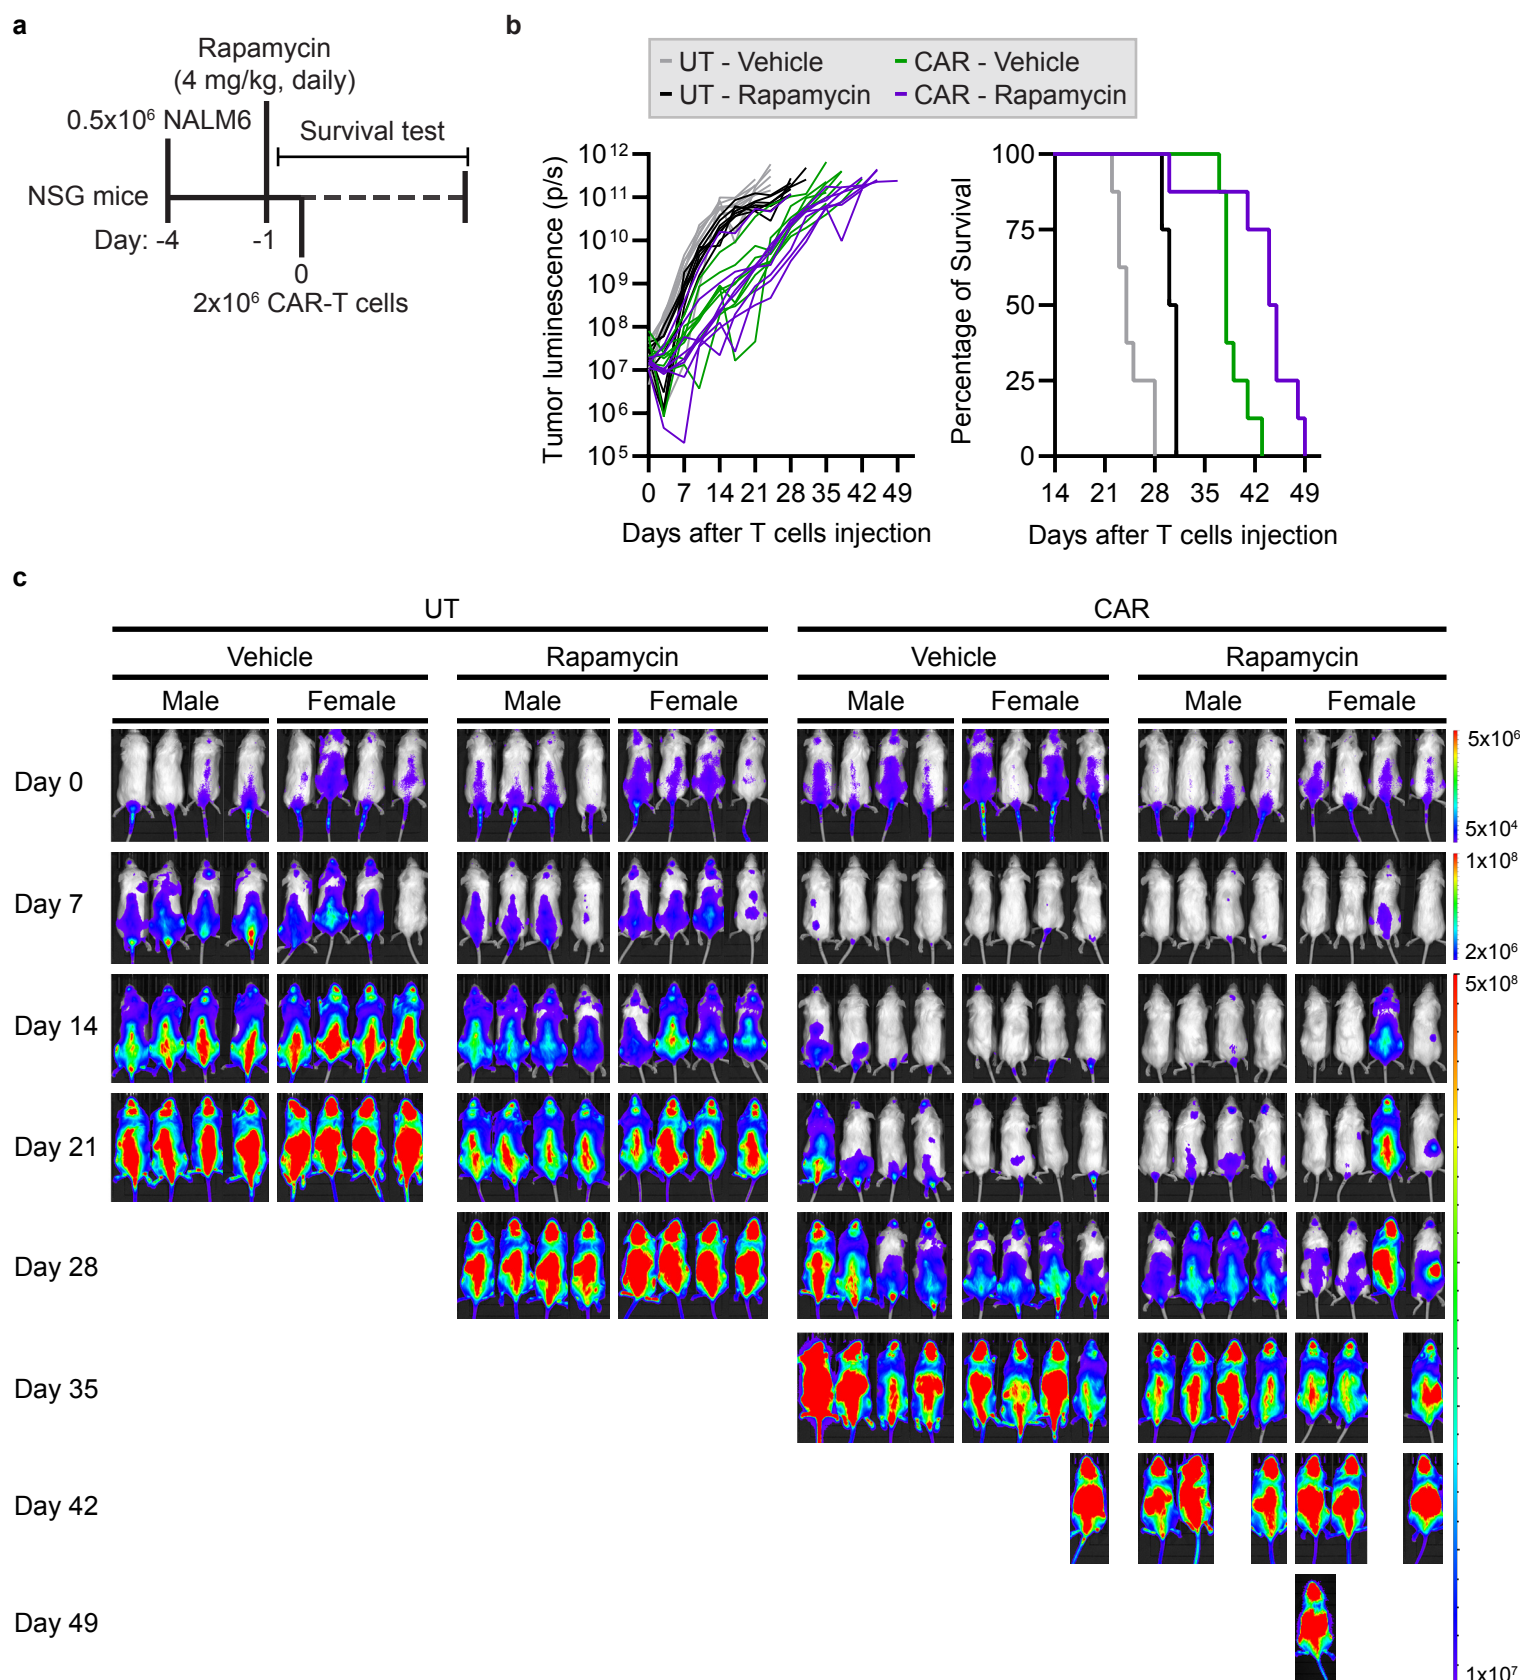 a
Rapamycin
(4 mg/kg, daily)
0.5x10⁶ NALM6
Survival test
NSG mice
Day: -4
-1
0
2x10⁶ CAR-T cells
b
UT - Vehicle
CAR - Vehicle
UT - Rapamycin
CAR - Rapamycin
Tumor luminescence (p/s)
10¹²
10¹¹
10¹⁰
10⁹
10⁸
10⁷
10⁶
10⁵
0 7 14 21 28 35 42 49
Days after T cells injection
Percentage of Survival
100
75
50
25
0
14 21 28 35 42 49
Days after T cells injection
c
UT CAR
Vehicle Rapamycin Vehicle Rapamycin
Male Female Male Female Male Female Male Female
Day 0
5x10⁶
5x10⁴
Day 7
1x10⁸
2x10⁶
Day 14
5x10⁸
Day 21
Day 28
Day 35
Day 42
Day 49
1x10⁷